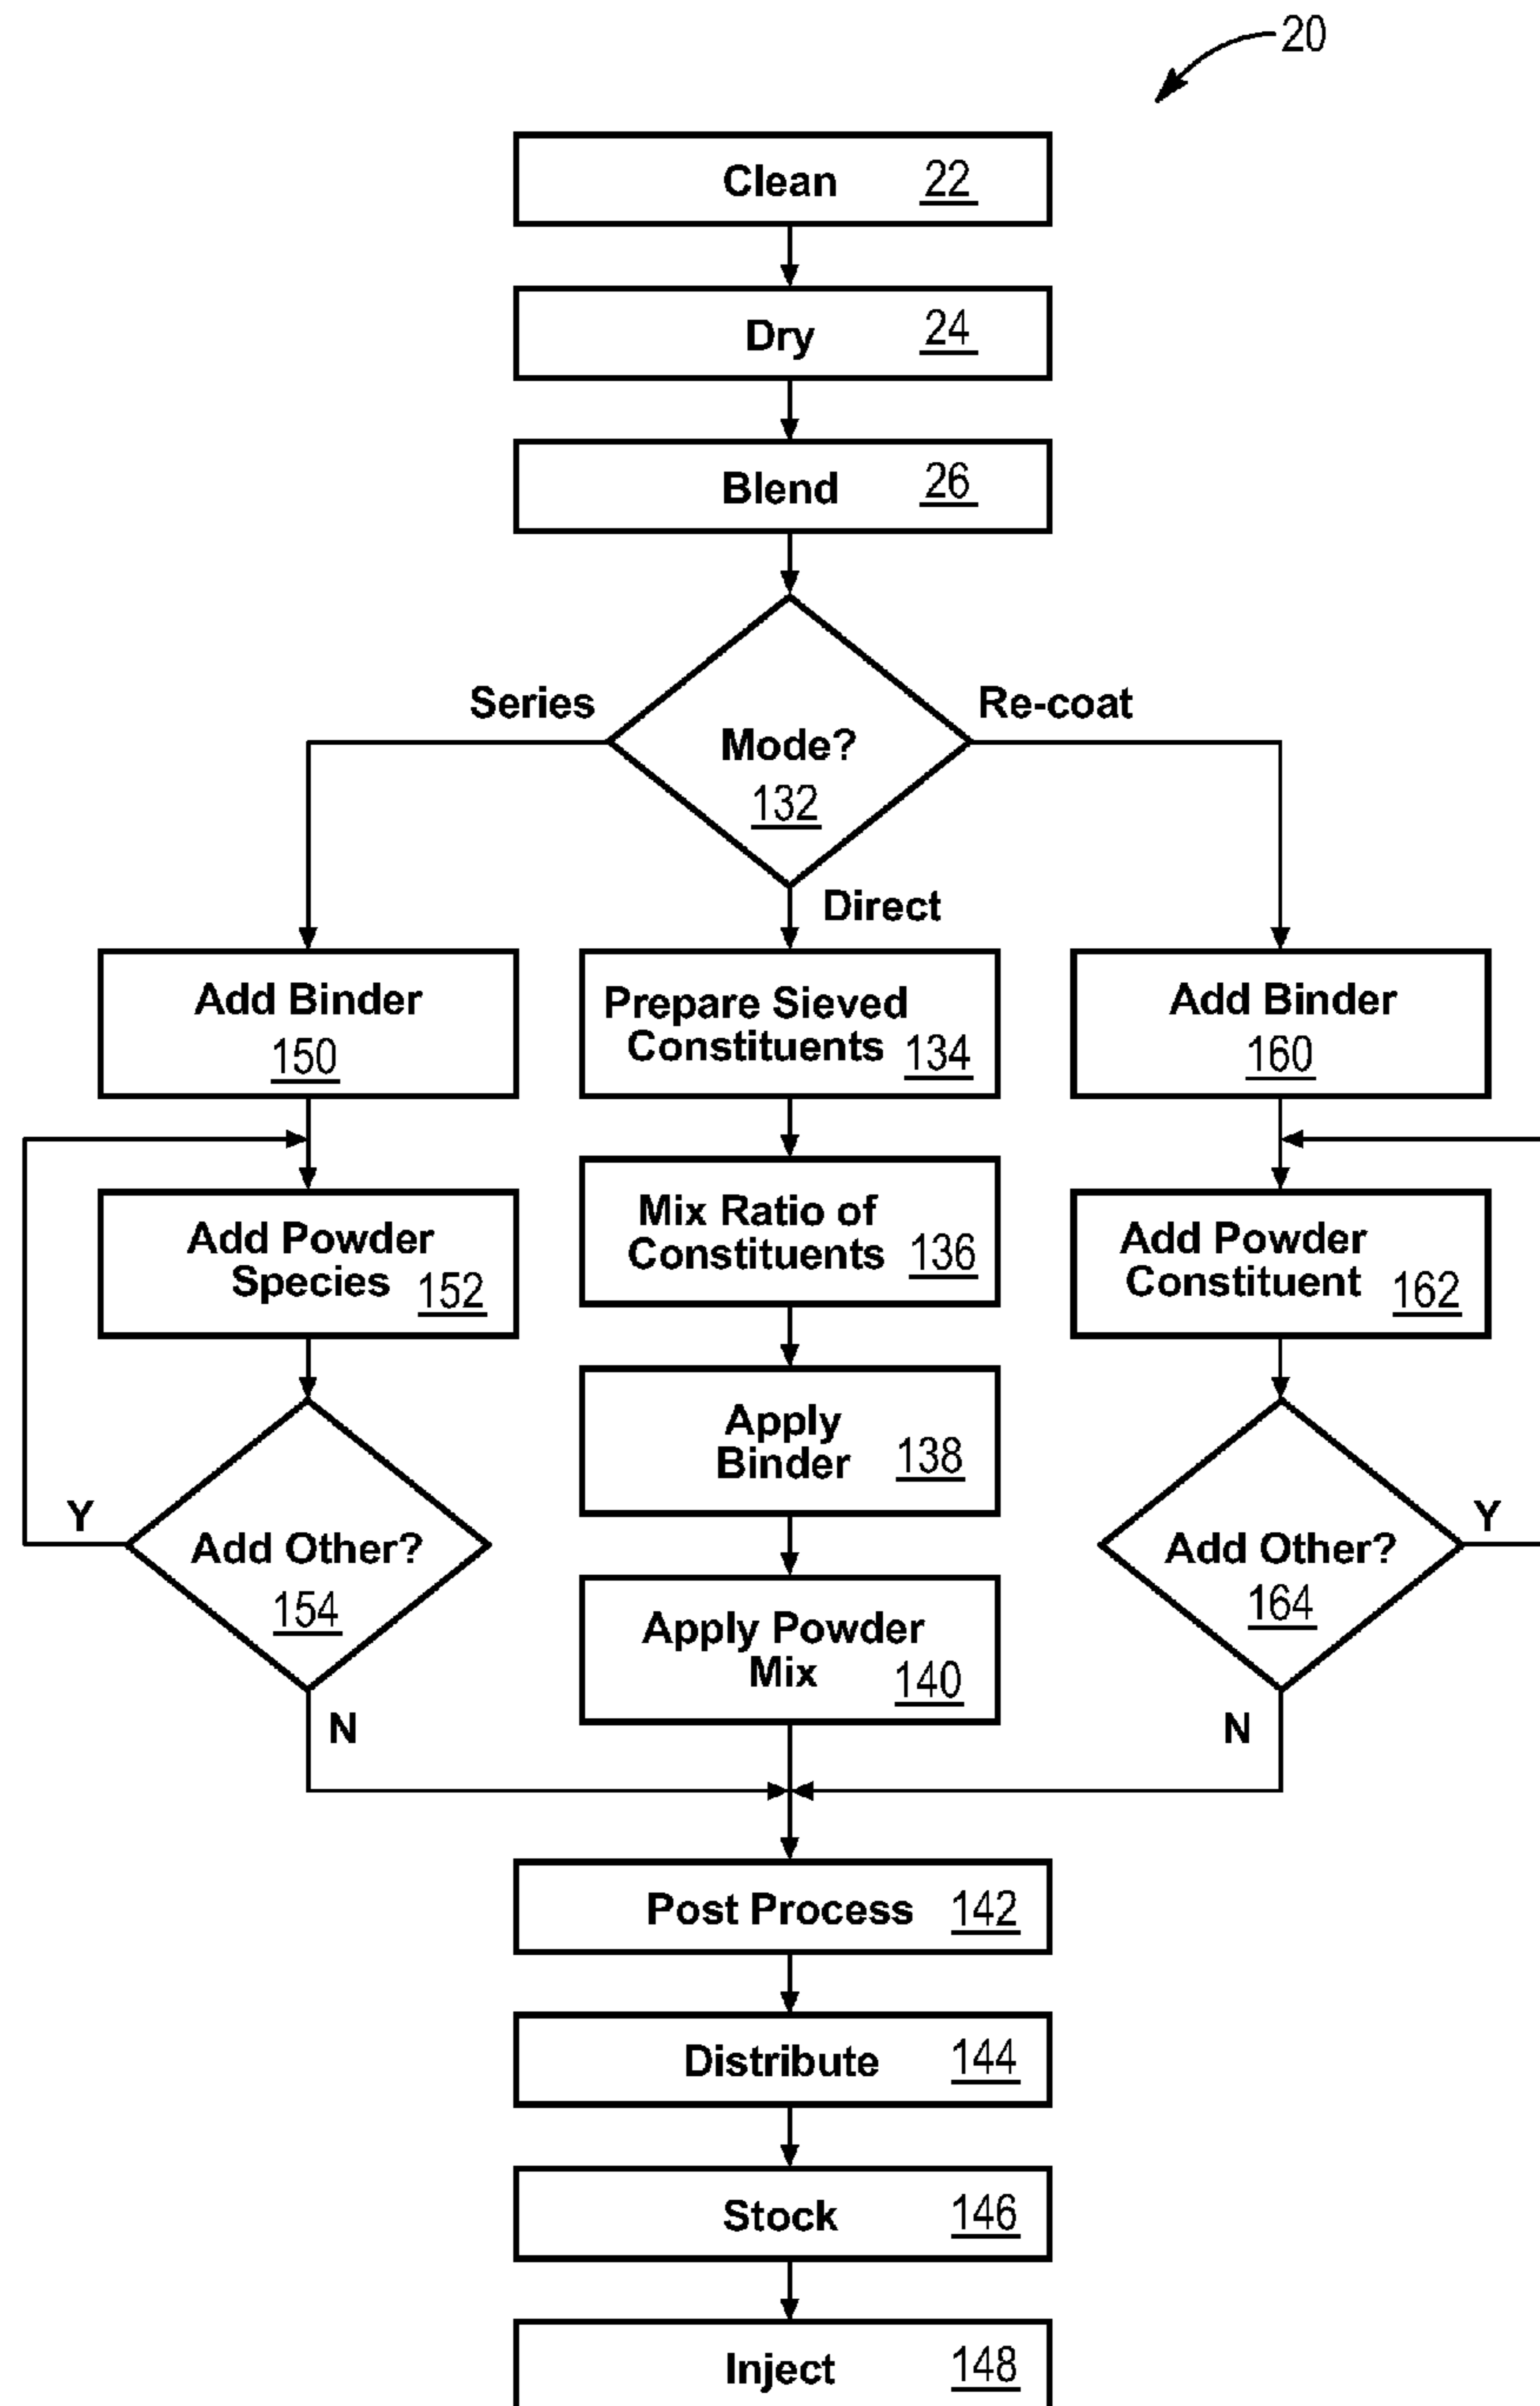 20
Clean 22
Dry 24
Blend 26
Series
Re-coat
Mode?
132
Direct
Add Binder
150
Prepare Sieved
Constituents 134
Add Binder
160
Add Powder
Species 152
Mix Ratio of
Constituents 136
Add Powder
Constituent 162
Apply
Binder 138
Y
Add Other?
154
N
Y
Add Other?
164
N
Apply Powder
Mix 140
Post Process 142
Distribute 144
Stock 146
Inject 148